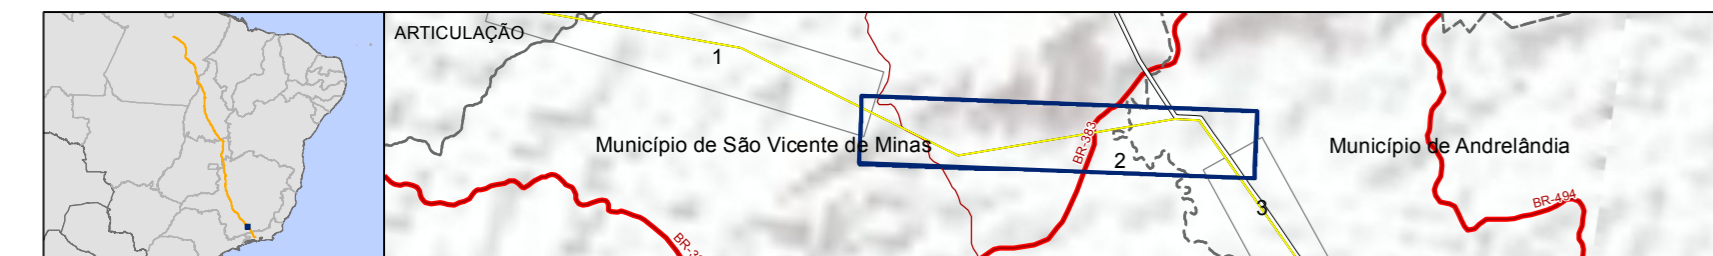 ARTICULAÇÃO
1
Município de São Vicente de Minas
BR-383
2
Município de Andrelândia
3
BR-494